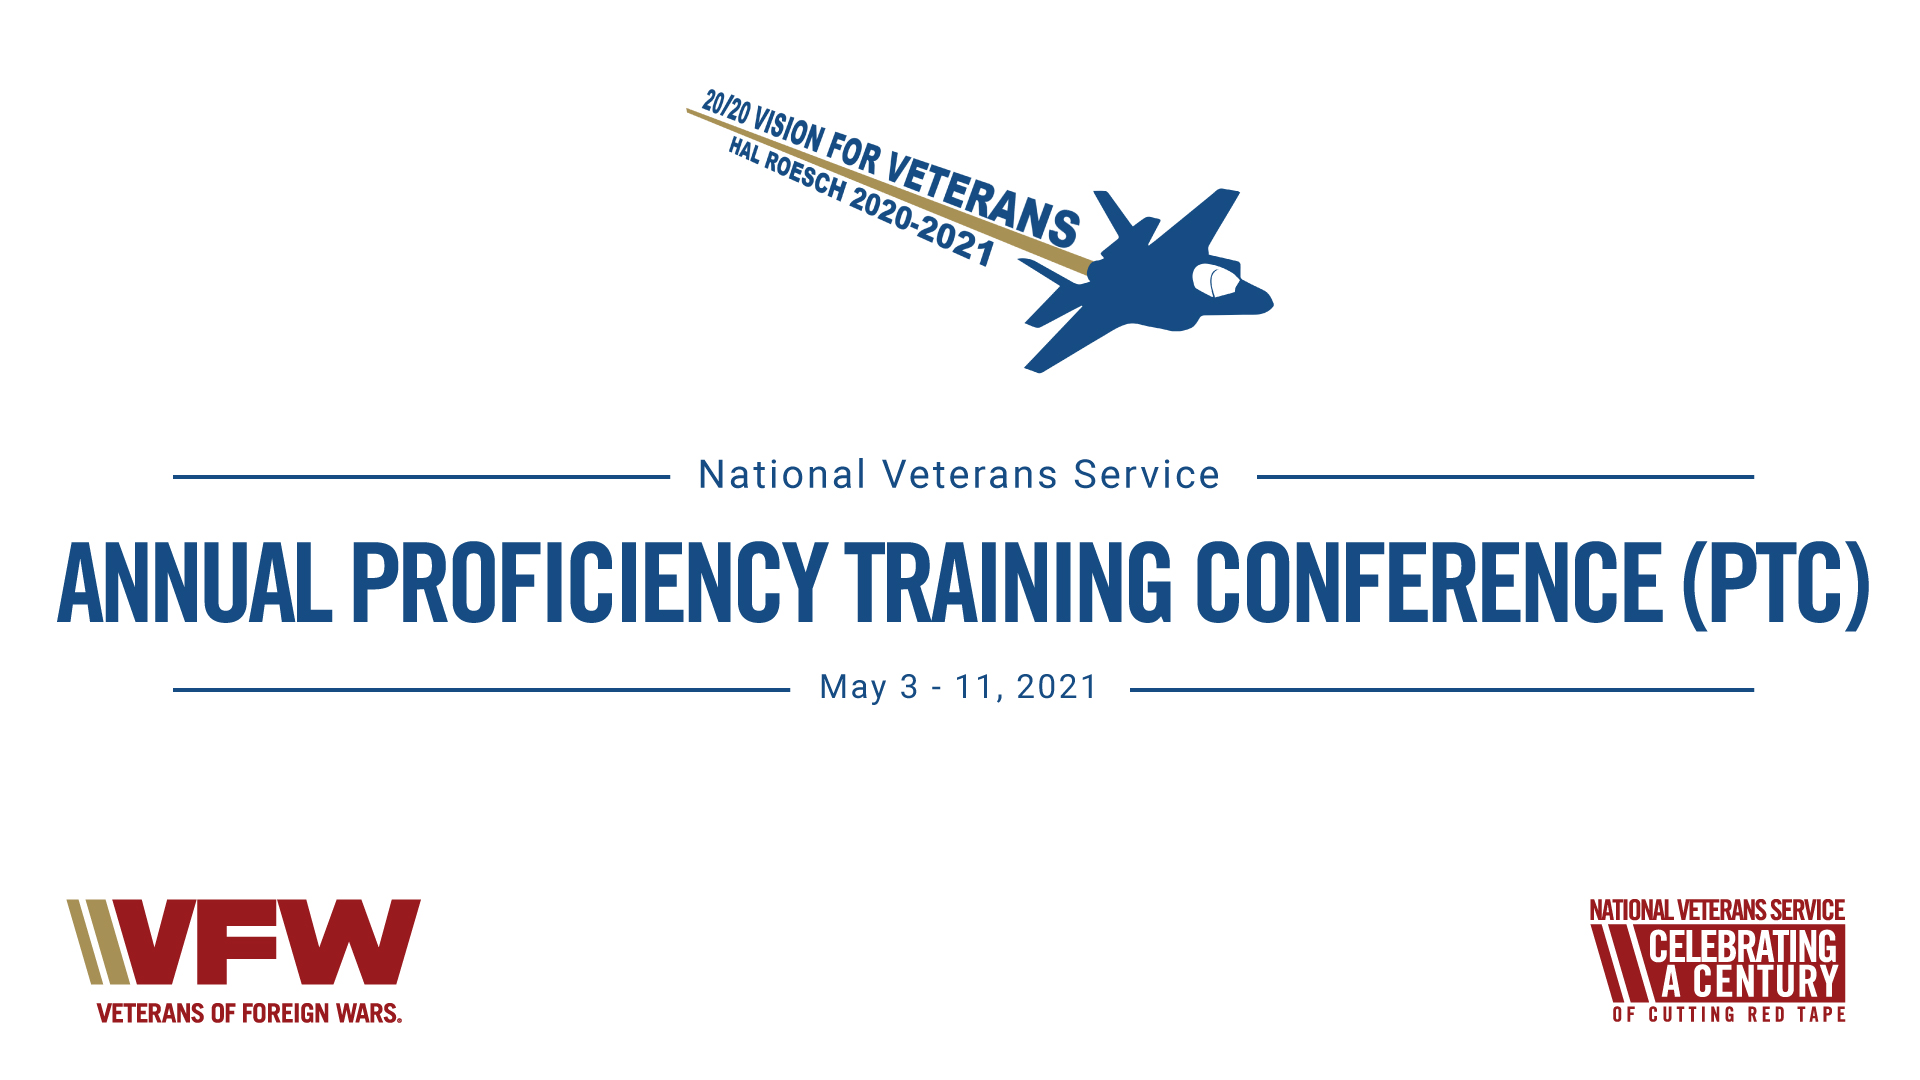 20/20 VISION FOR VETERANS
HAL ROESCH 2020-2021
National Veterans Service
ANNUAL PROFICIENCY TRAINING CONFERENCE (PTC)
May 3 - 11, 2021
VFW
VETERANS OF FOREIGN WARS.
NATIONAL VETERANS SERVICE
CELEBRATING
A CENTURY
OF CUTTING RED TAPE